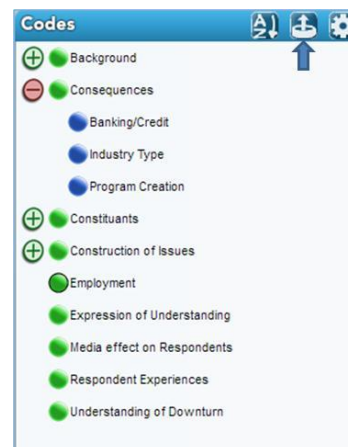 Codes
Background
Consequences
Banking/Credit
Industry Type
Program Creation
Constituants
Construction of Issues
Employment
Expression of Understanding
Media effect on Respondents
Respondent Experiences
Understanding of Downturn